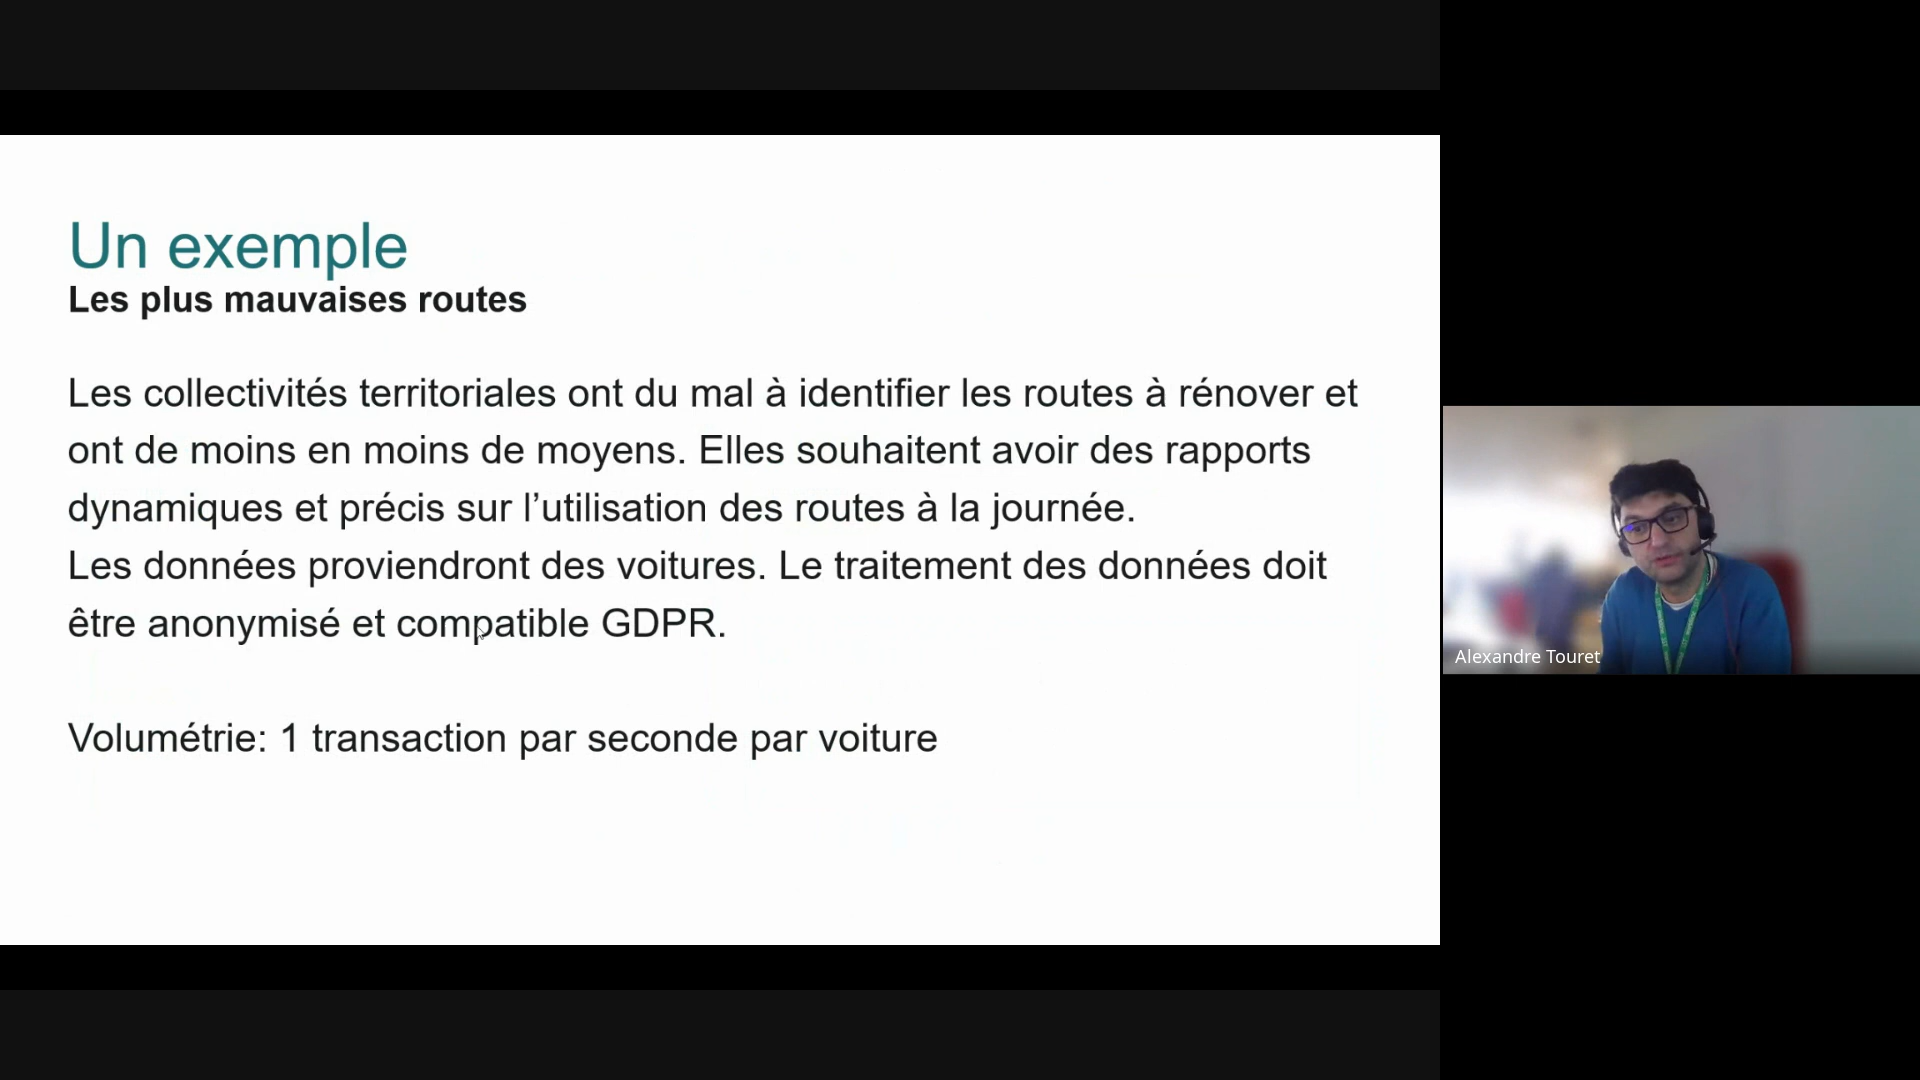 Un exemple
Les plus mauvaises routes
Les collectivités territoriales ont du mal à identifier les routes à rénover et
ont de moins en moins de moyens. Elles souhaitent avoir des rapports
dynamiques et précis sur l’utilisation des routes à la journée.
Les données proviendront des voitures. Le traitement des données doit
être anonymisé et compatible GDPR.
Volumétrie: 1 transaction par seconde par voiture
Alexandre Touret